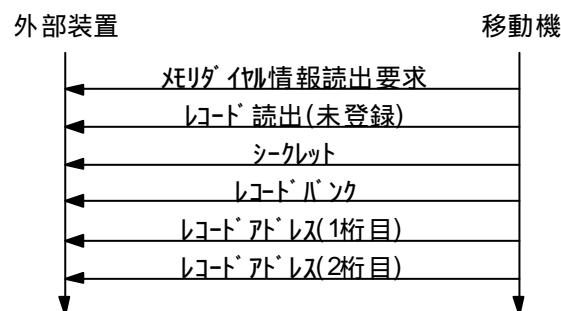 外部装置 移動機
ﾒﾓﾘﾀﾞｲﾔﾙ情報読出要求
ﾚｺｰﾄﾞ読出(未登録)
ｼｰｸﾚｯﾄ
ﾚｺｰﾄﾞﾊﾞﾝｸ
ﾚｺｰﾄﾞｱﾄﾞﾚｽ(1桁目)
ﾚｺｰﾄﾞｱﾄﾞﾚｽ(2桁目)